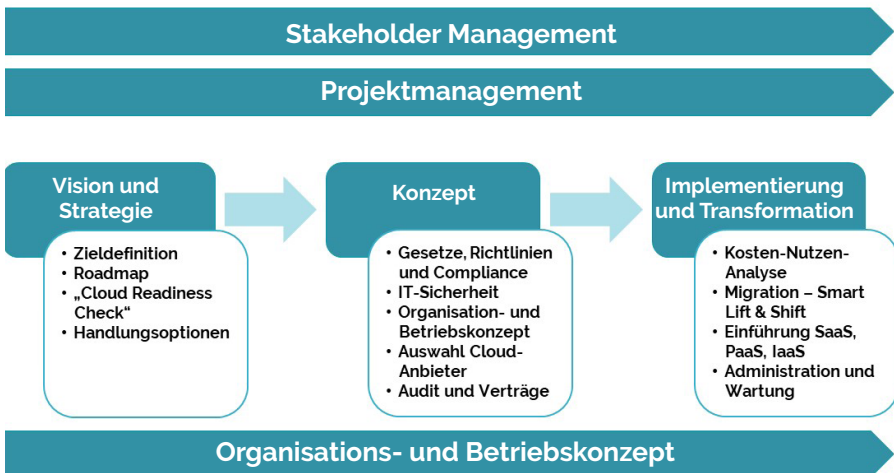 Stakeholder Management
Projektmanagement
Vision und
Strategie
• Zieldefinition
• Roadmap
• „Cloud Readiness
Check“
• Handlungsoptionen
Konzept
• Gesetze, Richtlinien
und Compliance
• IT-Sicherheit
• Organisation- und
Betriebskonzept
• Auswahl Cloud-
Anbieter
• Audit und Verträge
Implementierung
und Transformation
• Kosten-Nutzen-
Analyse
• Migration – Smart
Lift & Shift
• Einführung SaaS,
PaaS, IaaS
• Administration und
Wartung
Organisations- und Betriebskonzept